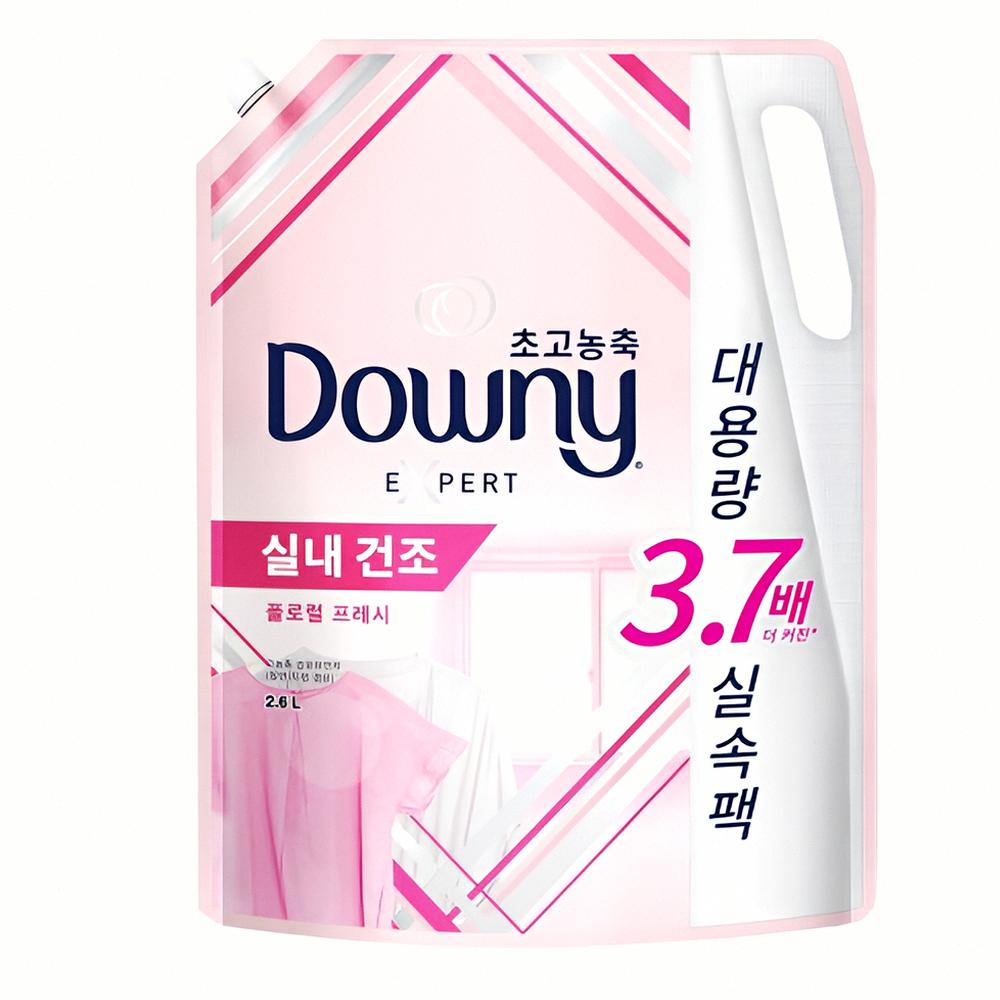 초고농축
Downy
EXPERT
실내 건조
플로럴 프레시
2.6 L
대용량
3.7배
더 커진*
실속팩